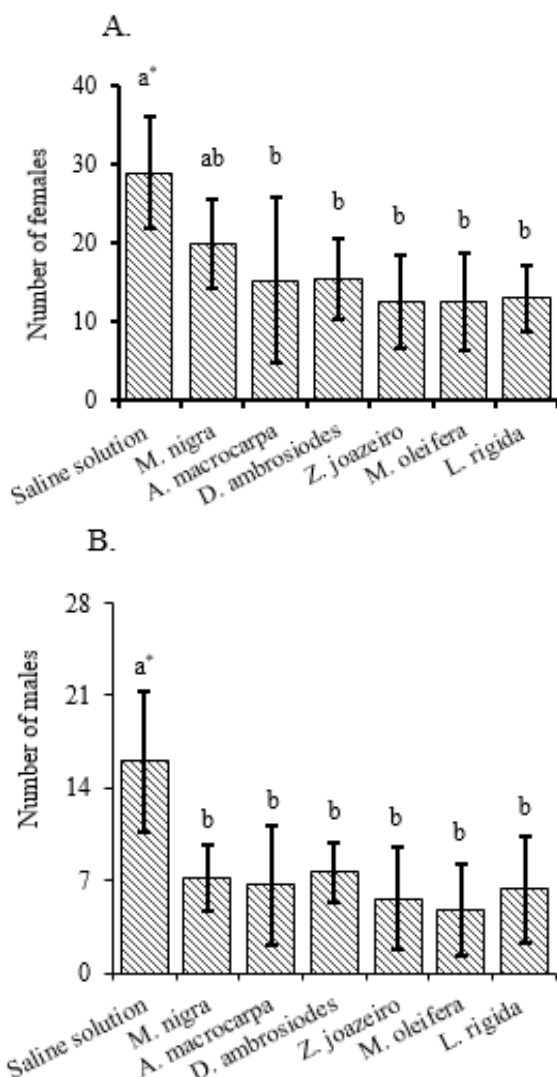 A.
Number of females
40
30
20
10
0
a*
ab
b
b
b
b
b
Saline solution
M. nigra
A. macrocarpa
D. ambrosiodes
Z. joazeiro
M. oleifera
L. rigida
B.
Number of males
28
21
14
7
0
a*
b
b
b
b
b
b
Saline solution
M. nigra
A. macrocarpa
D. ambrosiodes
Z. joazeiro
M. oleifera
L. rigida